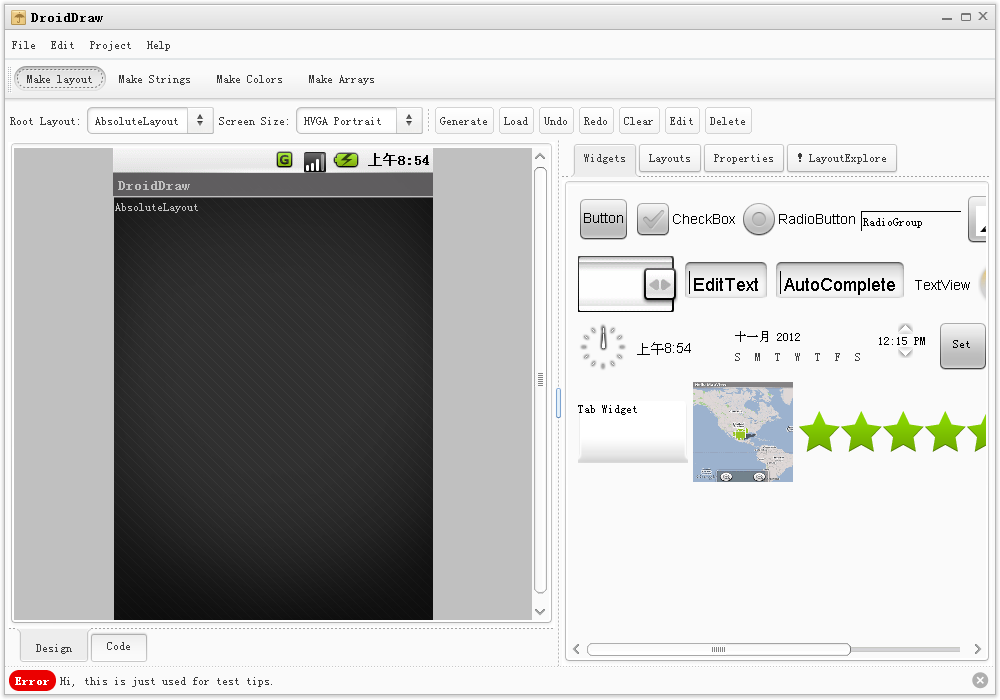 DroidDraw
File Edit Project Help
Make layout Make Strings Make Colors Make Arrays
Root Layout: AbsoluteLayout Screen Size: HVGA Portrait Generate Load Undo Redo Clear Edit Delete
G 上午8:54
DroidDraw
AbsoluteLayout
Widgets Layouts Properties ! LayoutExplore
Button CheckBox RadioButton RadioGroup
EditText AutoComplete TextView
上午8:54 十一月 2012 12:15 PM Set
S M T W T F S
Tab Widget
Hello MapView
Design Code
Error Hi, this is just used for test tips.